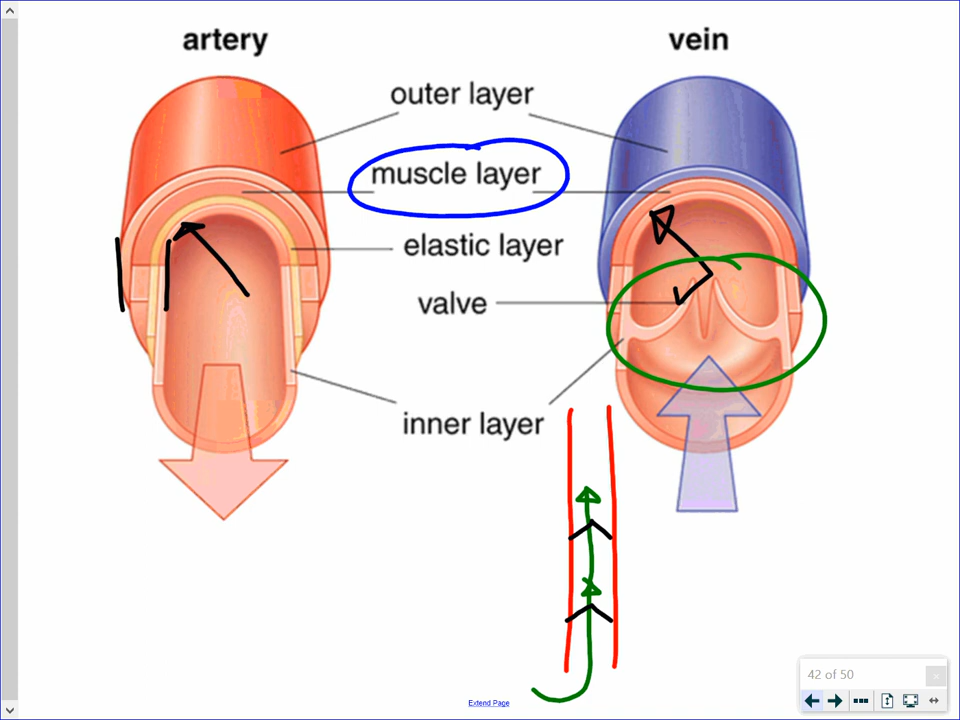 artery
vein
outer layer
muscle layer
elastic layer
valve
inner layer
42 of 50
Extend Page